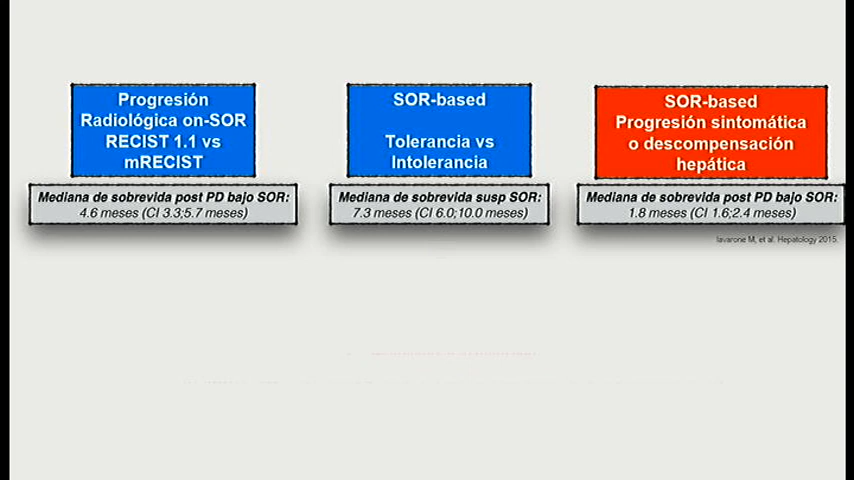 Progresión
Radiológica on-SOR
RECIST 1.1 vs
mRECIST
Mediana de sobrevida post PD bajo SOR:
4.6 meses (CI 3.3;5.7 meses)
SOR-based
Tolerancia vs
Intolerancia
Mediana de sobrevida susp SOR:
7.3 meses (CI 6.0;10.0 meses)
SOR-based
Progresión sintomática
o descompensación
hepática
Mediana de sobrevida post PD bajo SOR:
1.8 meses (CI 1.6;2.4 meses)
Iavarone M, et al. Hepatology 2015.